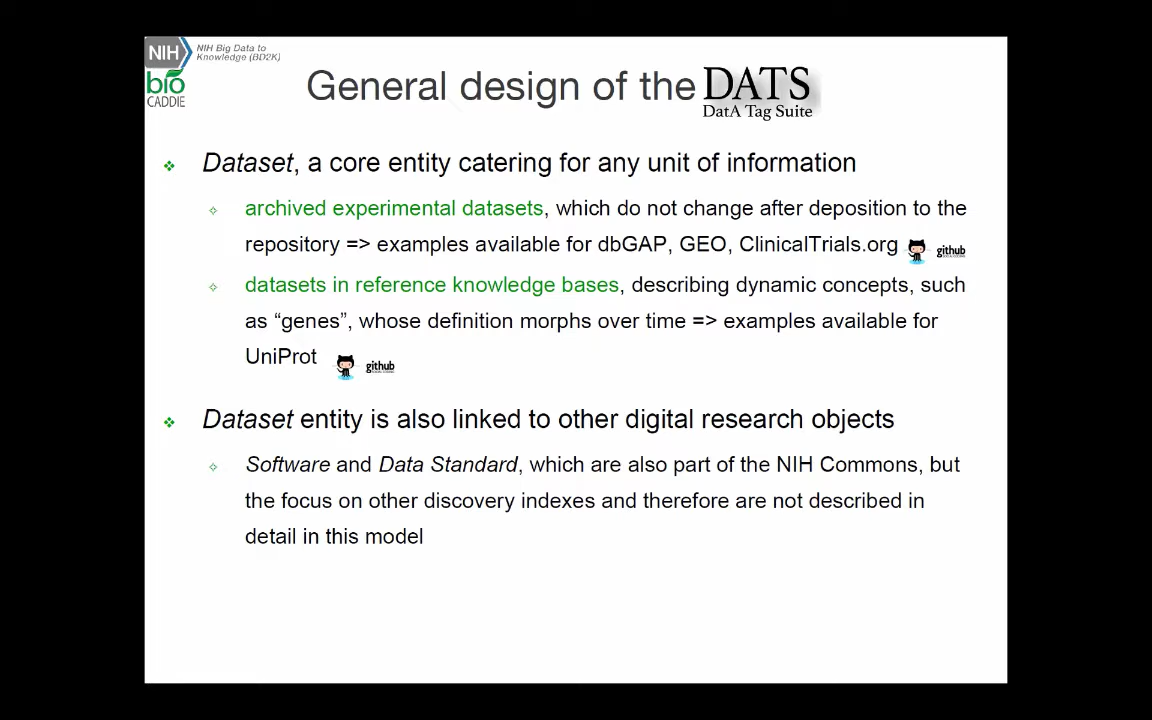 NIH
NIH Big Data to
Knowledge (BD2K)
bio
CADDIE
General design of the DATS
DatA Tag Suite
Dataset, a core entity catering for any unit of information
archived experimental datasets, which do not change after deposition to the
repository => examples available for dbGAP, GEO, ClinicalTrials.org github
datasets in reference knowledge bases, describing dynamic concepts, such
as “genes”, whose definition morphs over time => examples available for
UniProt github
Dataset entity is also linked to other digital research objects
Software and Data Standard, which are also part of the NIH Commons, but
the focus on other discovery indexes and therefore are not described in
detail in this model